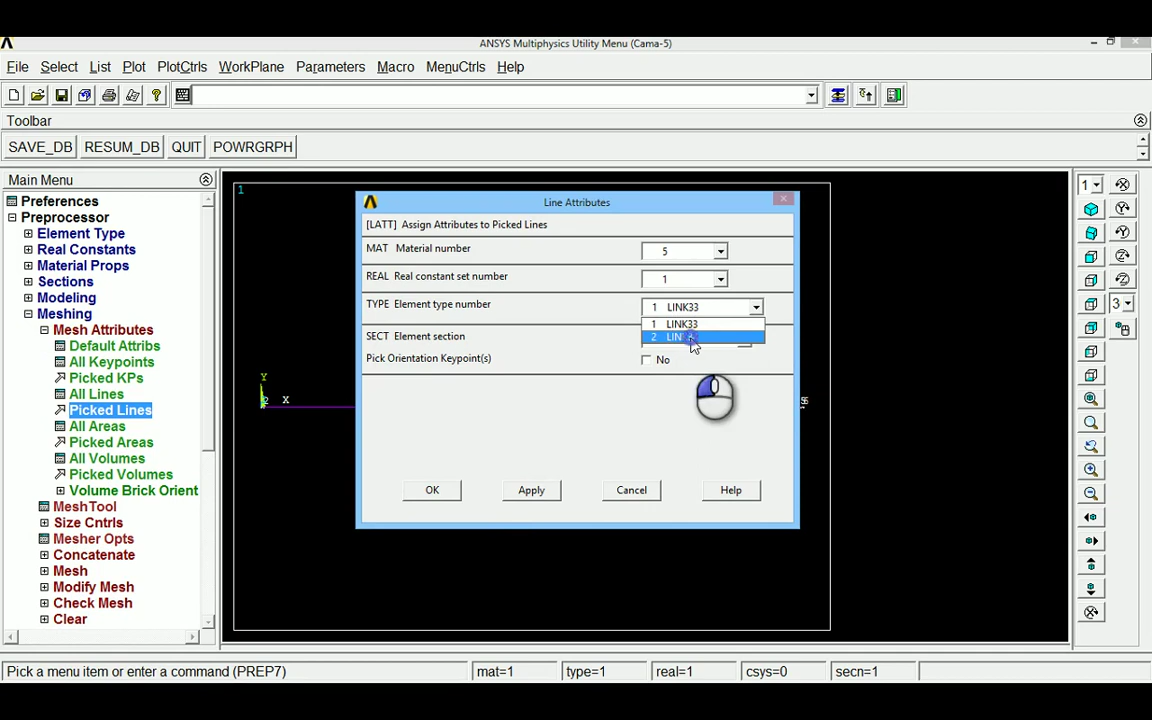 ANSYS Multiphysics Utility Menu (Cama-5)
File Select List Plot PlotCtrls WorkPlane Parameters Macro MenuCtrls Help
Toolbar
SAVE_DB RESUM_DB QUIT POWRGRPH
Main Menu
Preferences
Preprocessor
Element Type
Real Constants
Material Props
Sections
Modeling
Meshing
Mesh Attributes
Default Attribs
All Keypoints
Picked KPs
All Lines
Picked Lines
All Areas
Picked Areas
All Volumes
Picked Volumes
Volume Brick Orient
MeshTool
Size Cntrls
Mesher Opts
Concatenate
Mesh
Modify Mesh
Check Mesh
Clear
1
Y
X
Line Attributes
[LATT] Assign Attributes to Picked Lines
MAT Material number 5
REAL Real constant set number 1
TYPE Element type number 1 LINK33
1 LINK33
2
SECT Element section
Pick Orientation Keypoint(s) No
OK Apply Cancel Help
1
3
Pick a menu item or enter a command (PREP7) mat=1 type=1 real=1 csys=0 secn=1